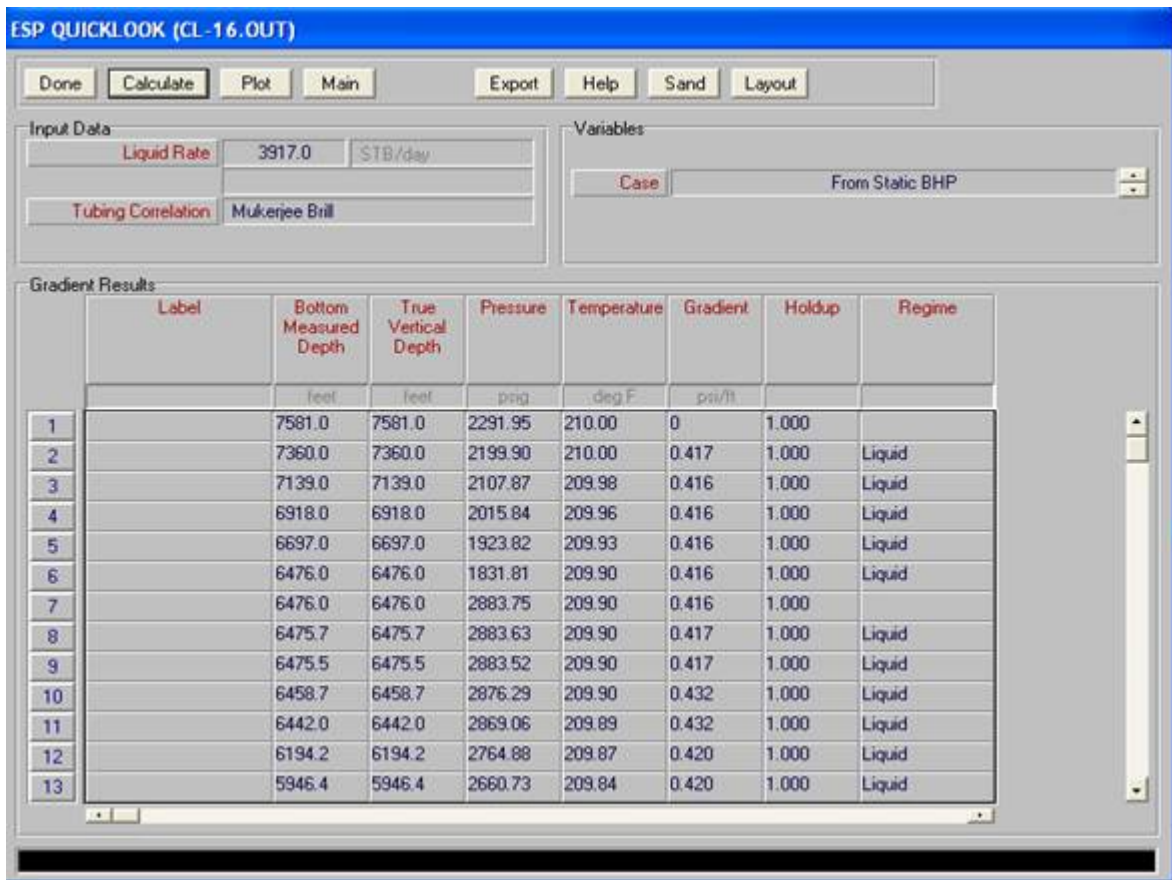 ESP QUICKLOOK (CL-16.OUT)
Done Calculate Plot Main Export Help Sand Layout
Input Data
Liquid Rate 3917.0 STB/day
Tubing Correlation Mukerjee Brill
Variables
Case From Static BHP
Gradient Results
Label Bottom Measured Depth True Vertical Depth Pressure Temperature Gradient Holdup Regime
feet feet psig deg F psi/ft
1 7581.0 7581.0 2291.95 210.00 0 1.000
2 7360.0 7360.0 2199.90 210.00 0.417 1.000 Liquid
3 7139.0 7139.0 2107.87 209.98 0.416 1.000 Liquid
4 6918.0 6918.0 2015.84 209.96 0.416 1.000 Liquid
5 6697.0 6697.0 1923.82 209.93 0.416 1.000 Liquid
6 6476.0 6476.0 1831.81 209.90 0.416 1.000 Liquid
7 6476.0 6476.0 2883.75 209.90 0.416 1.000
8 6475.7 6475.7 2883.63 209.90 0.417 1.000 Liquid
9 6475.5 6475.5 2883.52 209.90 0.417 1.000 Liquid
10 6458.7 6458.7 2876.29 209.90 0.432 1.000 Liquid
11 6442.0 6442.0 2869.06 209.89 0.432 1.000 Liquid
12 6194.2 6194.2 2764.88 209.87 0.420 1.000 Liquid
13 5946.4 5946.4 2660.73 209.84 0.420 1.000 Liquid